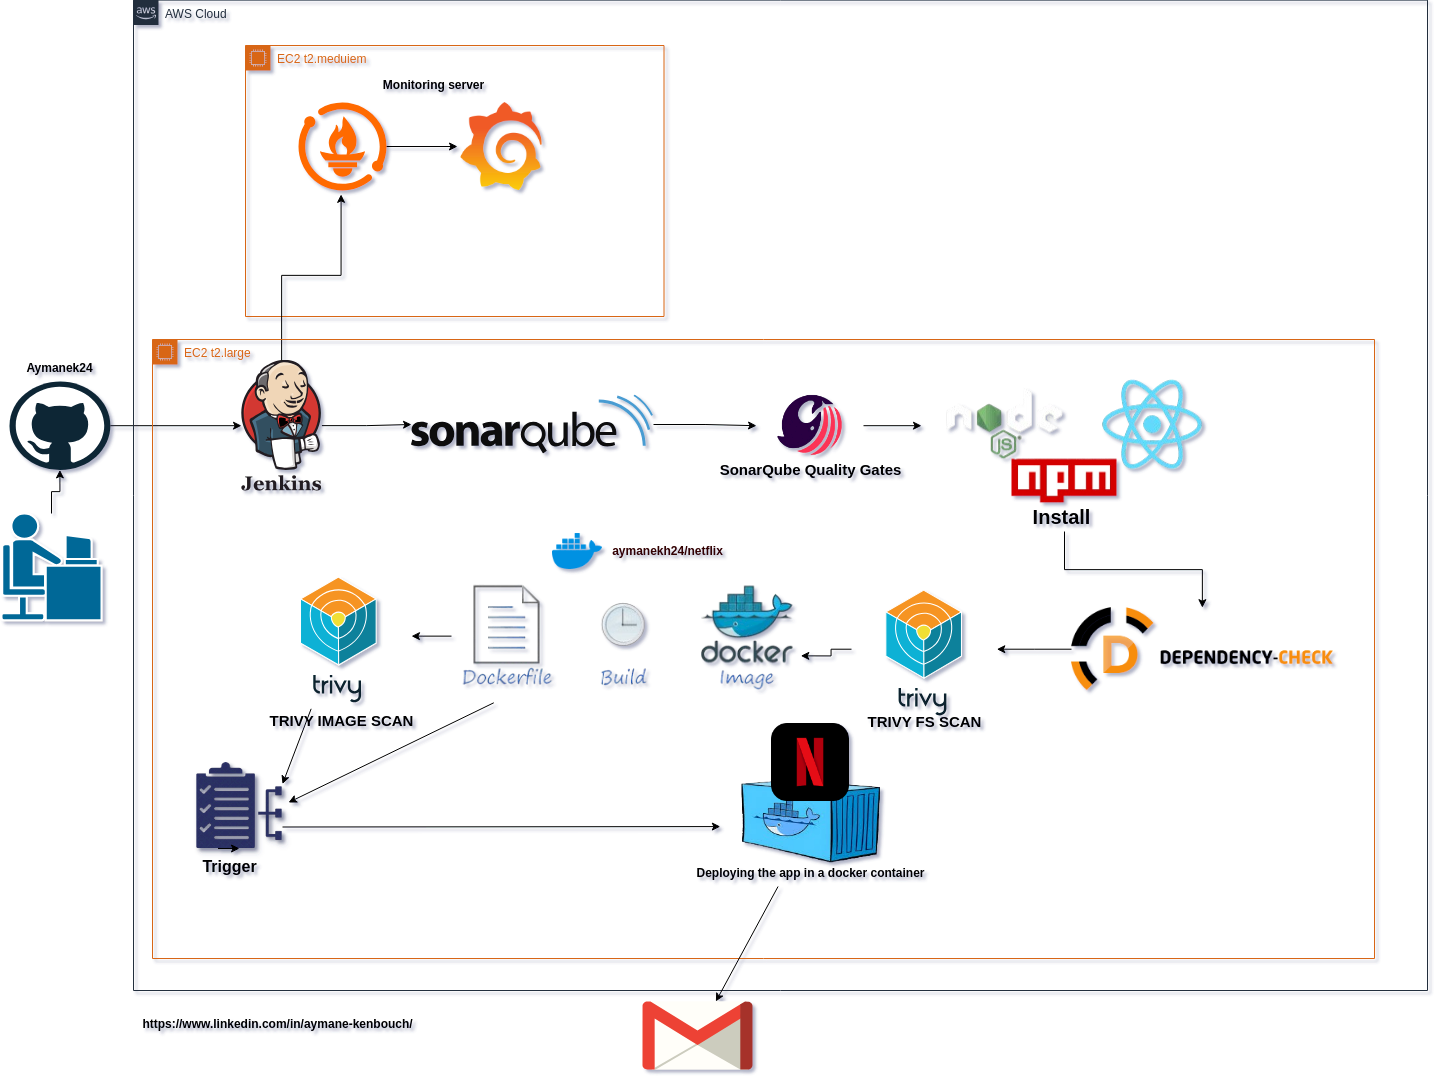 aws
AWS Cloud
EC2 t2.meduiem
Monitoring server
EC2 t2.large
Aymanek24
Jenkins
sonarqube
SonarQube Quality Gates
node
JS
npm
Install
aymanekh24/netflix
trivy
TRIVY IMAGE SCAN
Dockerfile
Build
docker
Image
trivy
TRIVY FS SCAN
D
DEPENDENCY-CHECK
N
Trigger
Deploying the app in a docker container
https://www.linkedin.com/in/aymane-kenbouch/